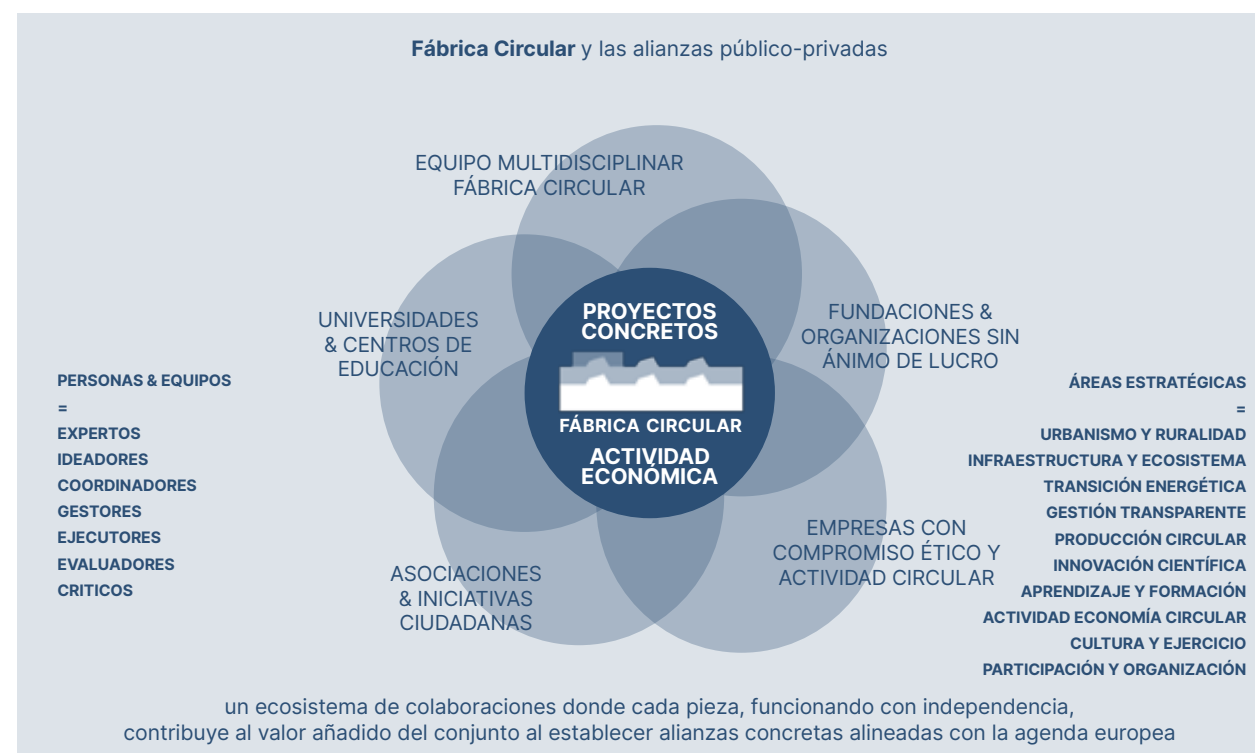 Fábrica Circular y las alianzas público-privadas
EQUIPO MULTIDISCIPLINAR
FÁBRICA CIRCULAR
UNIVERSIDADES
& CENTROS DE
EDUCACIÓN
PROYECTOS
CONCRETOS
FÁBRICA CIRCULAR
ACTIVIDAD
ECONÓMICA
FUNDACIONES &
ORGANIZACIONES SIN
ÁNIMO DE LUCRO
PERSONAS & EQUIPOS
=
EXPERTOS
IDEADORES
COORDINADORES
GESTORES
EJECUTORES
EVALUADORES
CRITICOS
ASOCIACIONES
& INICIATIVAS
CIUDADANAS
EMPRESAS CON
COMPROMISO ÉTICO Y
ACTIVIDAD CIRCULAR
ÁREAS ESTRATÉGICAS
=
URBANISMO Y RURALIDAD
INFRAESTRUCTURA Y ECOSISTEMA
TRANSICIÓN ENERGÉTICA
GESTIÓN TRANSPARENTE
PRODUCCIÓN CIRCULAR
INNOVACIÓN CIENTÍFICA
APRENDIZAJE Y FORMACIÓN
ACTIVIDAD ECONOMÍA CIRCULAR
CULTURA Y EJERCICIO
PARTICIPACIÓN Y ORGANIZACIÓN
un ecosistema de colaboraciones donde cada pieza, funcionando con independencia,
contribuye al valor añadido del conjunto al establecer alianzas concretas alineadas con la agenda europea